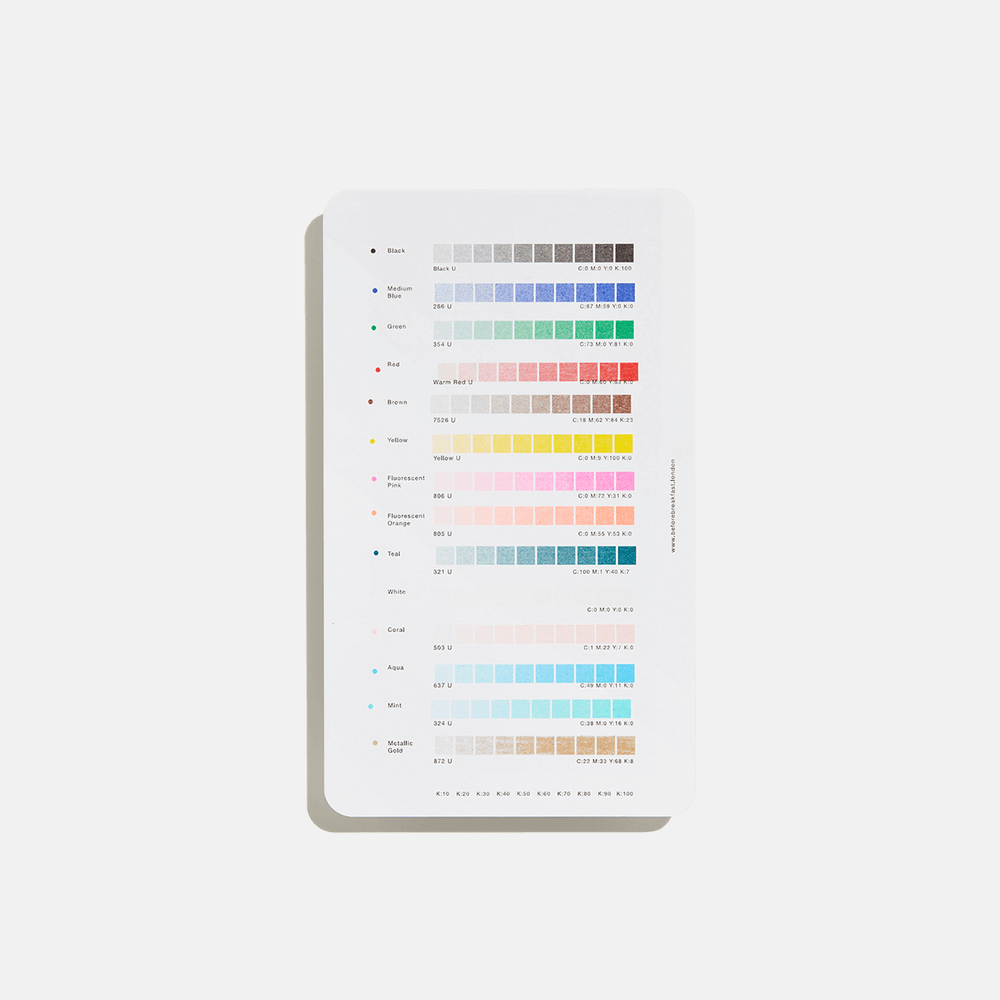 Black
Black U C:0 M:0 Y:0 K:100
Medium
Blue
286 U C:87 M:59 Y:0 K:0
Green
354 U C:73 M:0 Y:81 K:0
Red
Warm Red U C:0 M:80 Y:63 K:0
Brown
7526 U C:18 M:62 Y:84 K:23
Yellow
Yellow U C:0 M:9 Y:100 K:0
Fluorescent
Pink
806 U C:0 M:72 Y:31 K:0
Fluorescent
Orange
805 U C:0 M:55 Y:53 K:0
Teal
321 U C:100 M:1 Y:40 K:7
White
C:0 M:0 Y:0 K:0
Coral
503 U C:1 M:22 Y:7 K:0
Aqua
637 U C:49 M:0 Y:11 K:0
Mint
324 U C:38 M:0 Y:16 K:0
Metallic
Gold
872 U C:22 M:33 Y:68 K:8
K:10 K:20 K:30 K:40 K:50 K:60 K:70 K:80 K:90 K:100
www.beforebreakfast.london